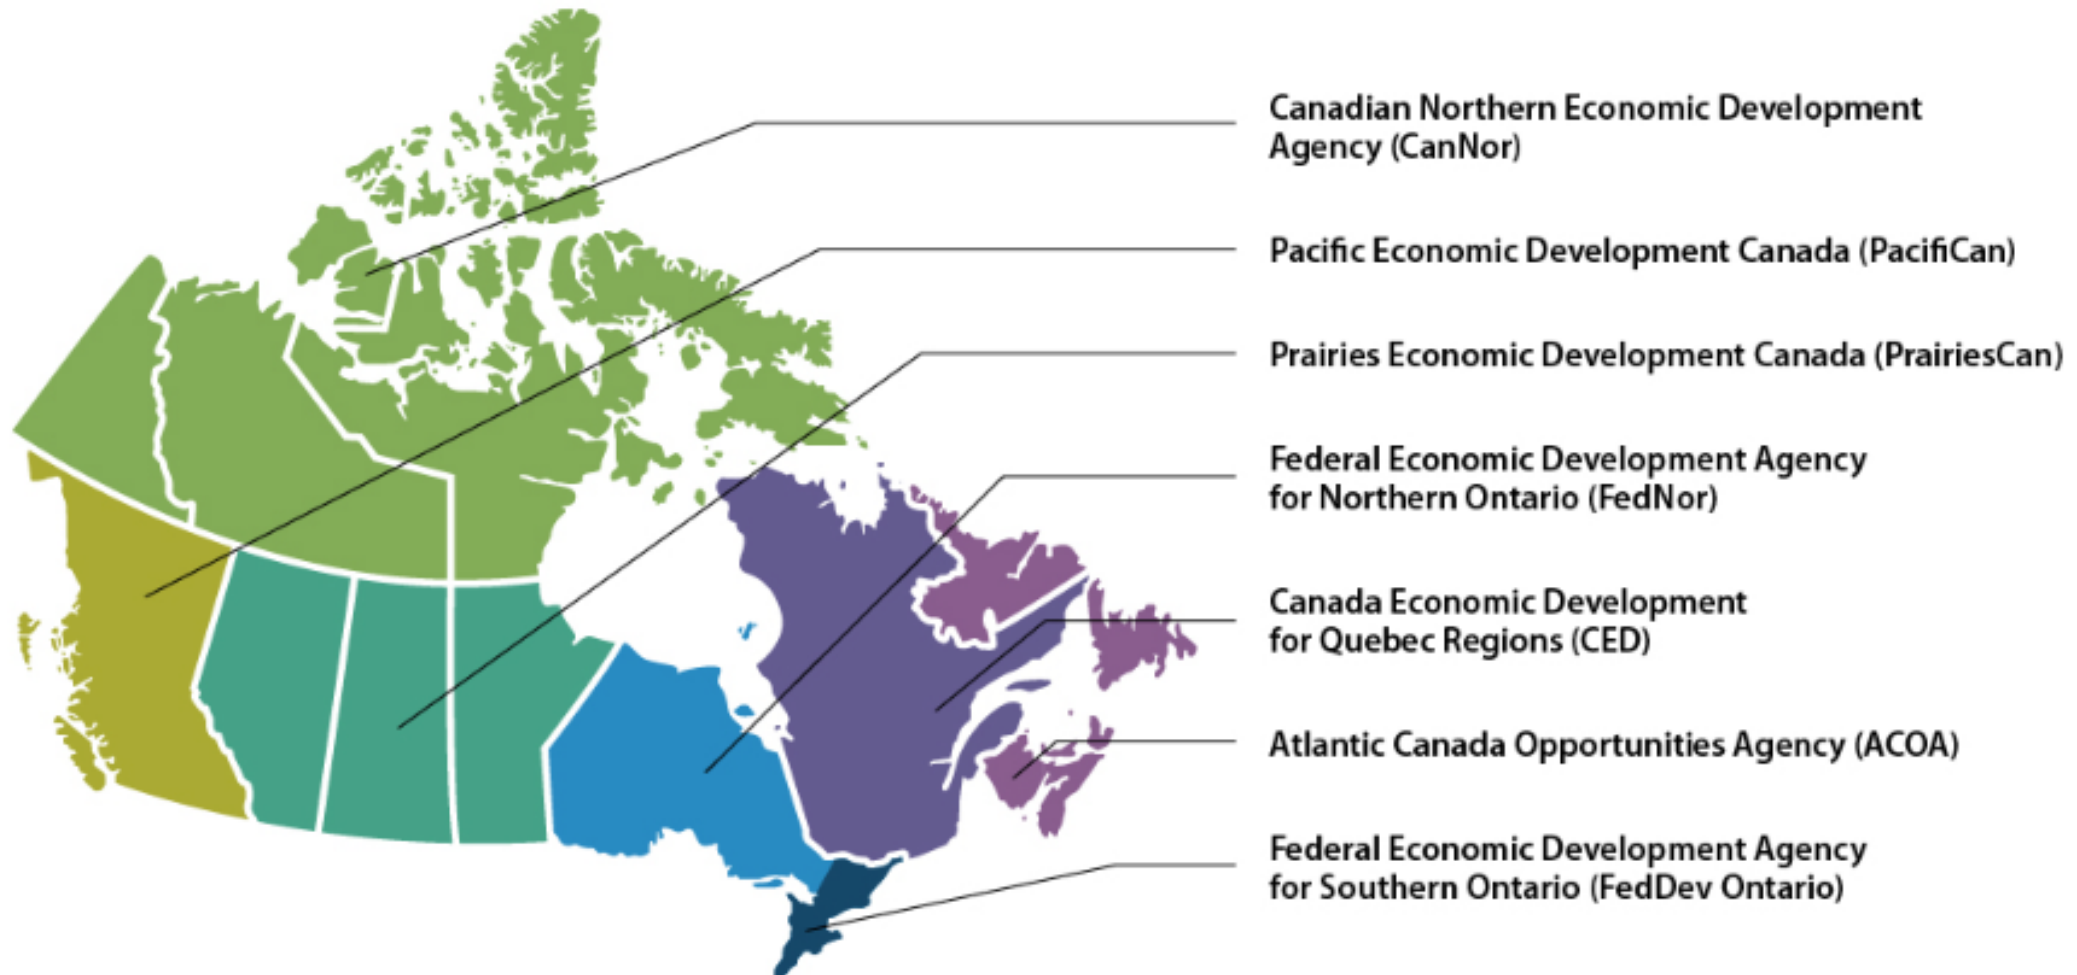 Canadian Northern Economic Development
Agency (CanNor)
Pacific Economic Development Canada (PacifiCan)
Prairies Economic Development Canada (PrairiesCan)
Federal Economic Development Agency
for Northern Ontario (FedNor)
Canada Economic Development
for Quebec Regions (CED)
Atlantic Canada Opportunities Agency (ACOA)
Federal Economic Development Agency
for Southern Ontario (FedDev Ontario)